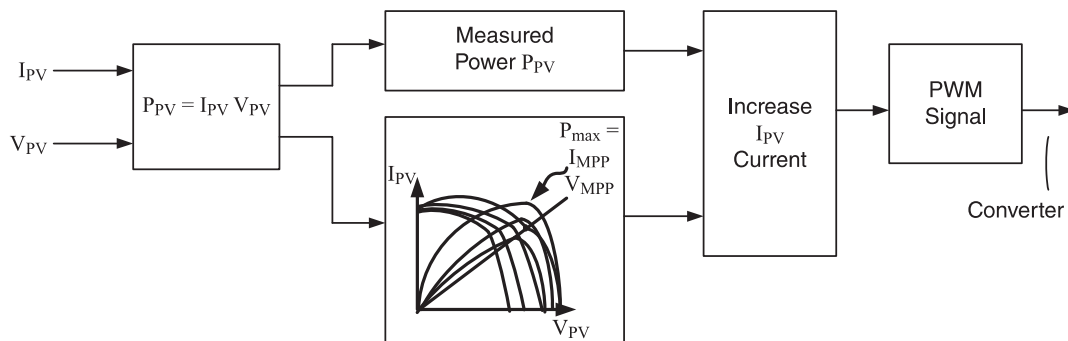 I_PV
V_PV
P_PV = I_PV V_PV
Measured
Power P_PV
P_max =
I_MPP
V_MPP
I_PV
V_PV
Increase
I_PV
Current
PWM
Signal
Converter